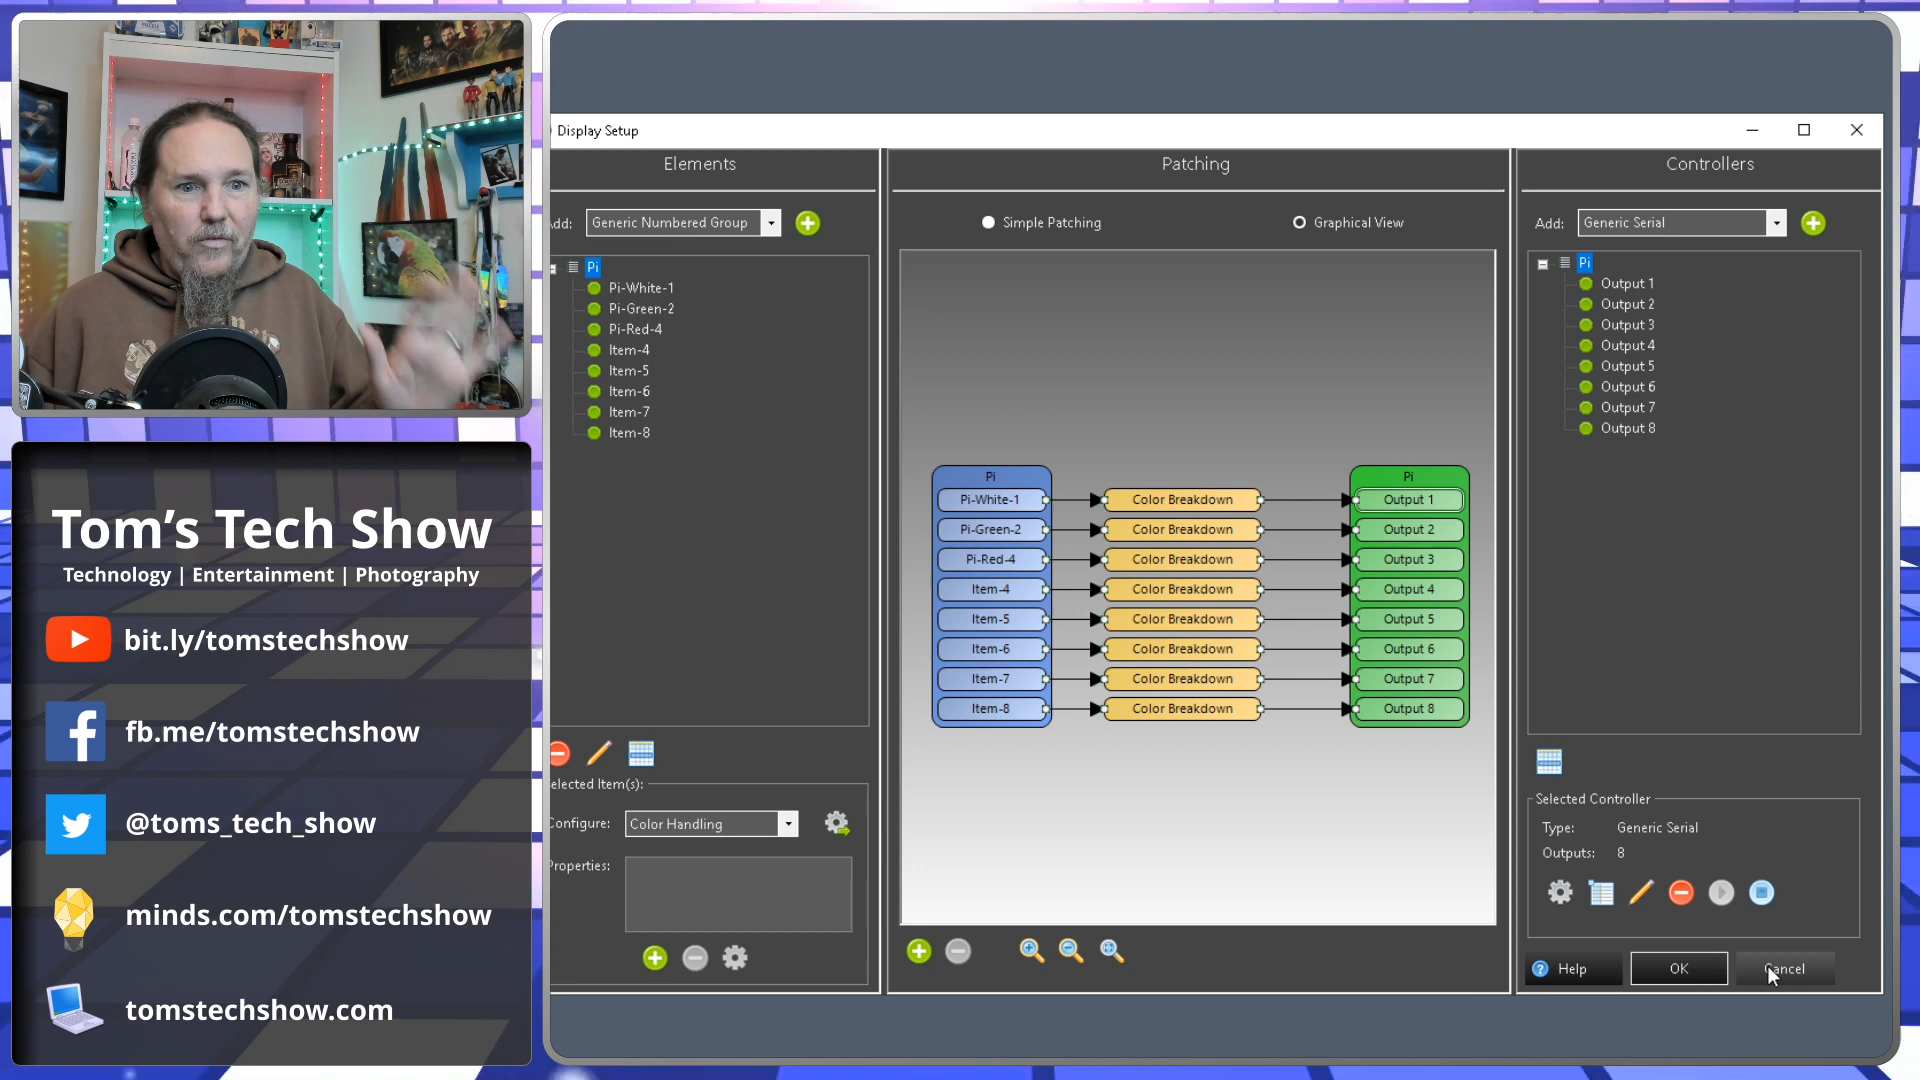 Tom's Tech Show
Technology | Entertainment | Photography
bit.ly/tomstechshow
fb.me/tomstechshow
@toms_tech_show
minds.com/tomstechshow
tomstechshow.com
Display Setup
Elements
dd:
Generic Numbered Group
Pi
Pi-White-1
Pi-Green-2
Pi-Red-4
Item-4
Item-5
Item-6
Item-7
Item-8
elected Item(s):
Configure:
Color Handling
Properties:
Patching
Simple Patching
Graphical View
Pi
Pi
Pi-White-1
Color Breakdown
Output 1
Pi-Green-2
Color Breakdown
Output 2
Pi-Red-4
Color Breakdown
Output 3
Item-4
Color Breakdown
Output 4
Item-5
Color Breakdown
Output 5
Item-6
Color Breakdown
Output 6
Item-7
Color Breakdown
Output 7
Item-8
Color Breakdown
Output 8
Controllers
Add:
Generic Serial
Pi
Output 1
Output 2
Output 3
Output 4
Output 5
Output 6
Output 7
Output 8
Selected Controller
Type: Generic Serial
Outputs: 8
Help
OK
Cancel